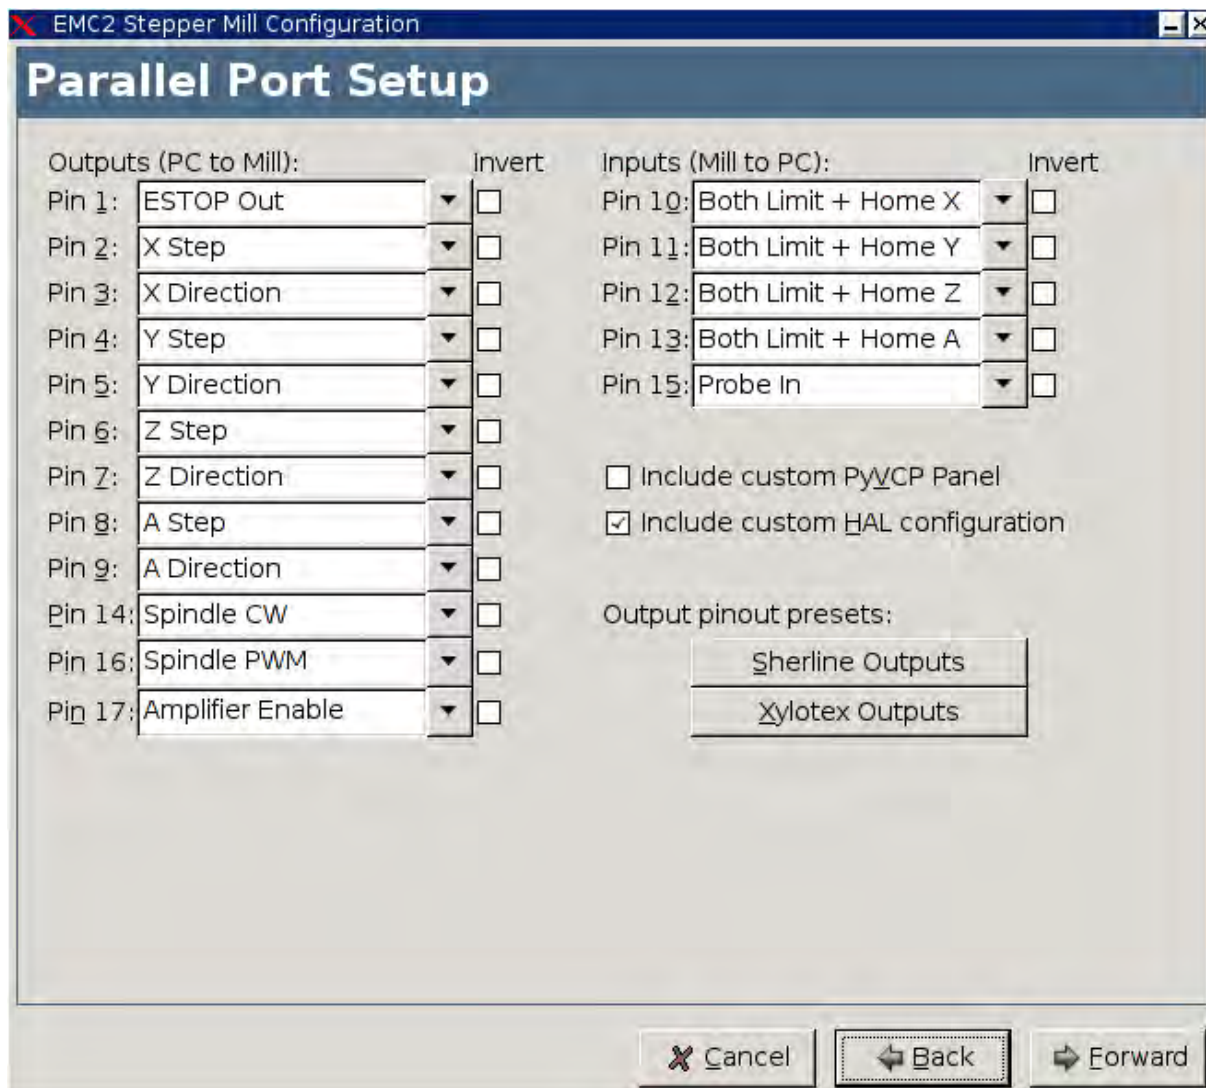 EMC2 Stepper Mill Configuration
Parallel Port Setup
Outputs (PC to Mill):
Invert
Pin 1: ESTOP Out
Pin 2: X Step
Pin 3: X Direction
Pin 4: Y Step
Pin 5: Y Direction
Pin 6: Z Step
Pin 7: Z Direction
Pin 8: A Step
Pin 9: A Direction
Pin 14: Spindle CW
Pin 16: Spindle PWM
Pin 17: Amplifier Enable
Inputs (Mill to PC):
Invert
Pin 10: Both Limit + Home X
Pin 11: Both Limit + Home Y
Pin 12: Both Limit + Home Z
Pin 13: Both Limit + Home A
Pin 15: Probe In
Include custom PyVCP Panel
Include custom HAL configuration
Output pinout presets:
Sherline Outputs
Xylotex Outputs
Cancel
Back
Forward